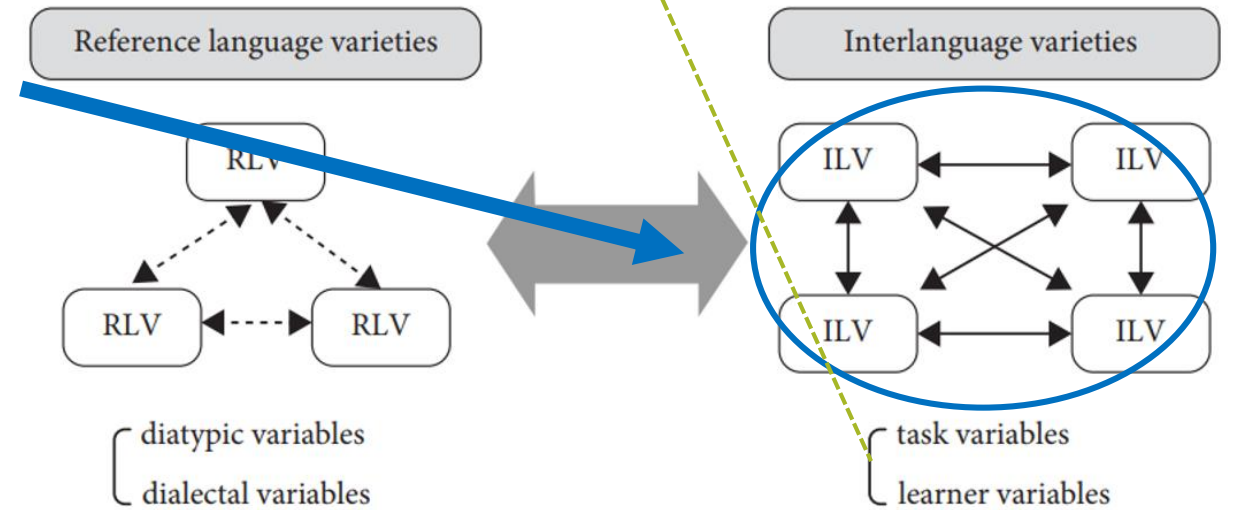 Reference language varieties
Interlanguage varieties
RLV
ILV
ILV
RLV
RLV
ILV
ILV
diatypic variables
dialectal variables
task variables
learner variables